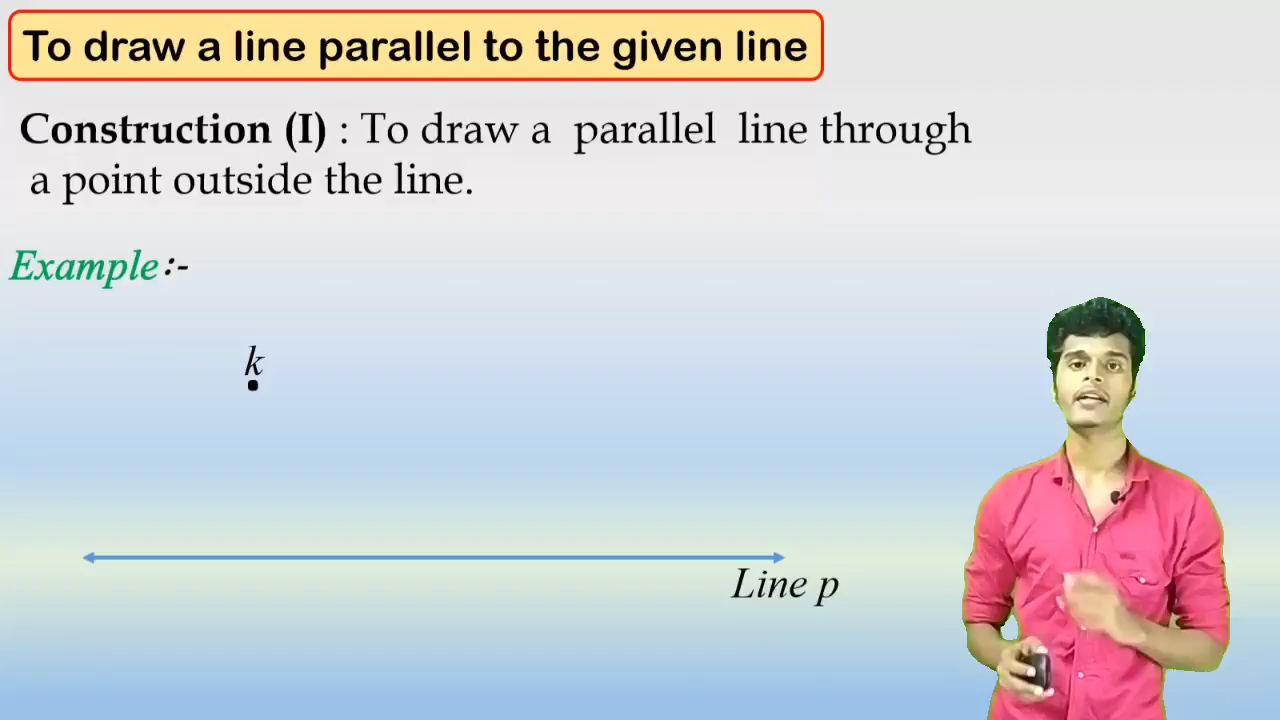 To draw a line parallel to the given line
Construction (I) : To draw a parallel line through
a point outside the line.
Example :-
k
Line p